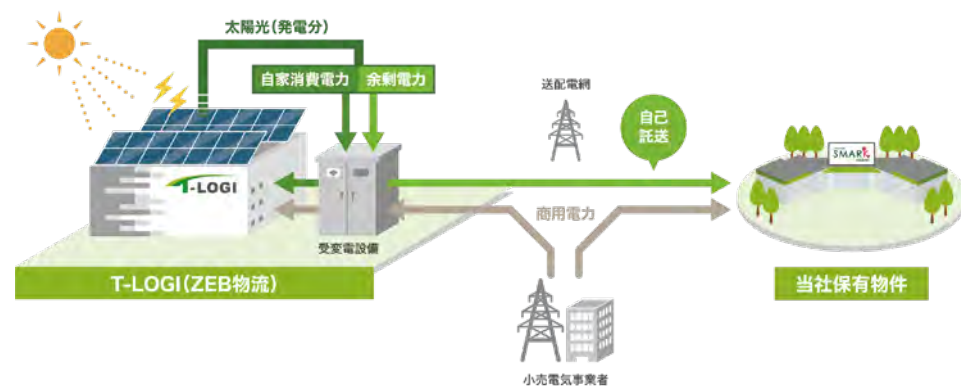 太陽光(発電分)
自家消費電力
余剰電力
送配電網
自己
託送
T-LOGI
SMARK
受変電設備
商用電力
T-LOGI(ZEB物流)
当社保有物件
小売電気事業者